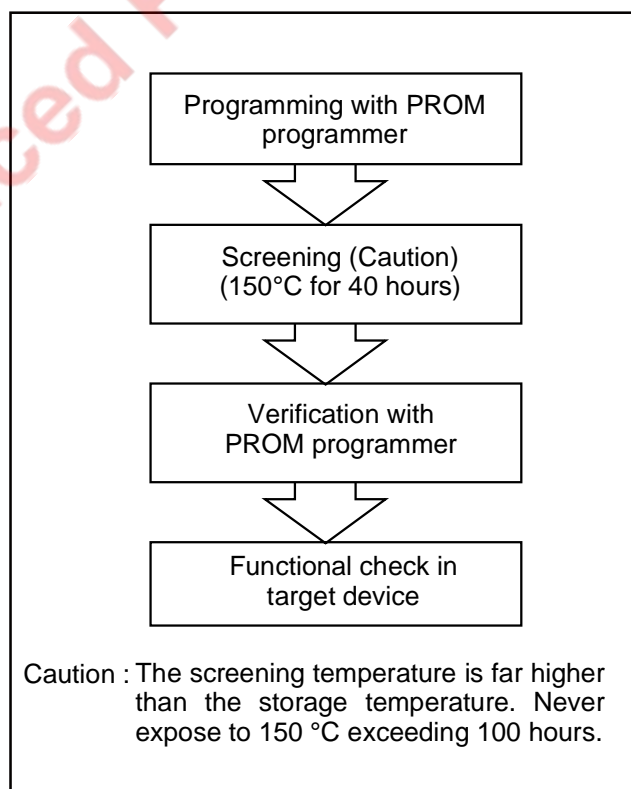 Programming with PROM
programmer
Screening (Caution)
(150°C for 40 hours)
Verification with
PROM programmer
Functional check in
target device
Caution : The screening temperature is far higher
than the storage temperature. Never
expose to 150 °C exceeding 100 hours.